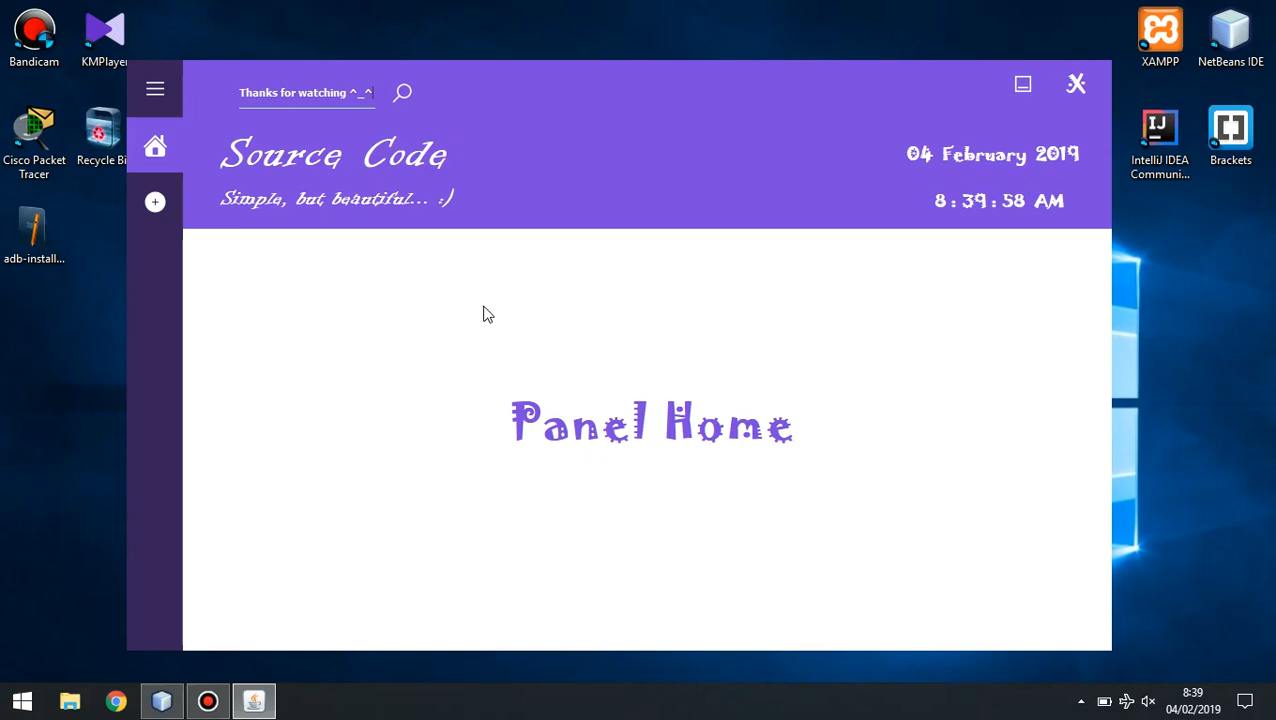 Bandicam
KMPlayer
XAMPP
NetBeans IDE
Thanks for watching ^_^
Source Code
04 February 2019
Cisco Packet
Tracer
Recycle Bi
IntelliJ IDEA
Communi...
Brackets
Simple, but beautiful... :)
8:39:58 AM
adb-install...
Panel Home
8:39
04/02/2019